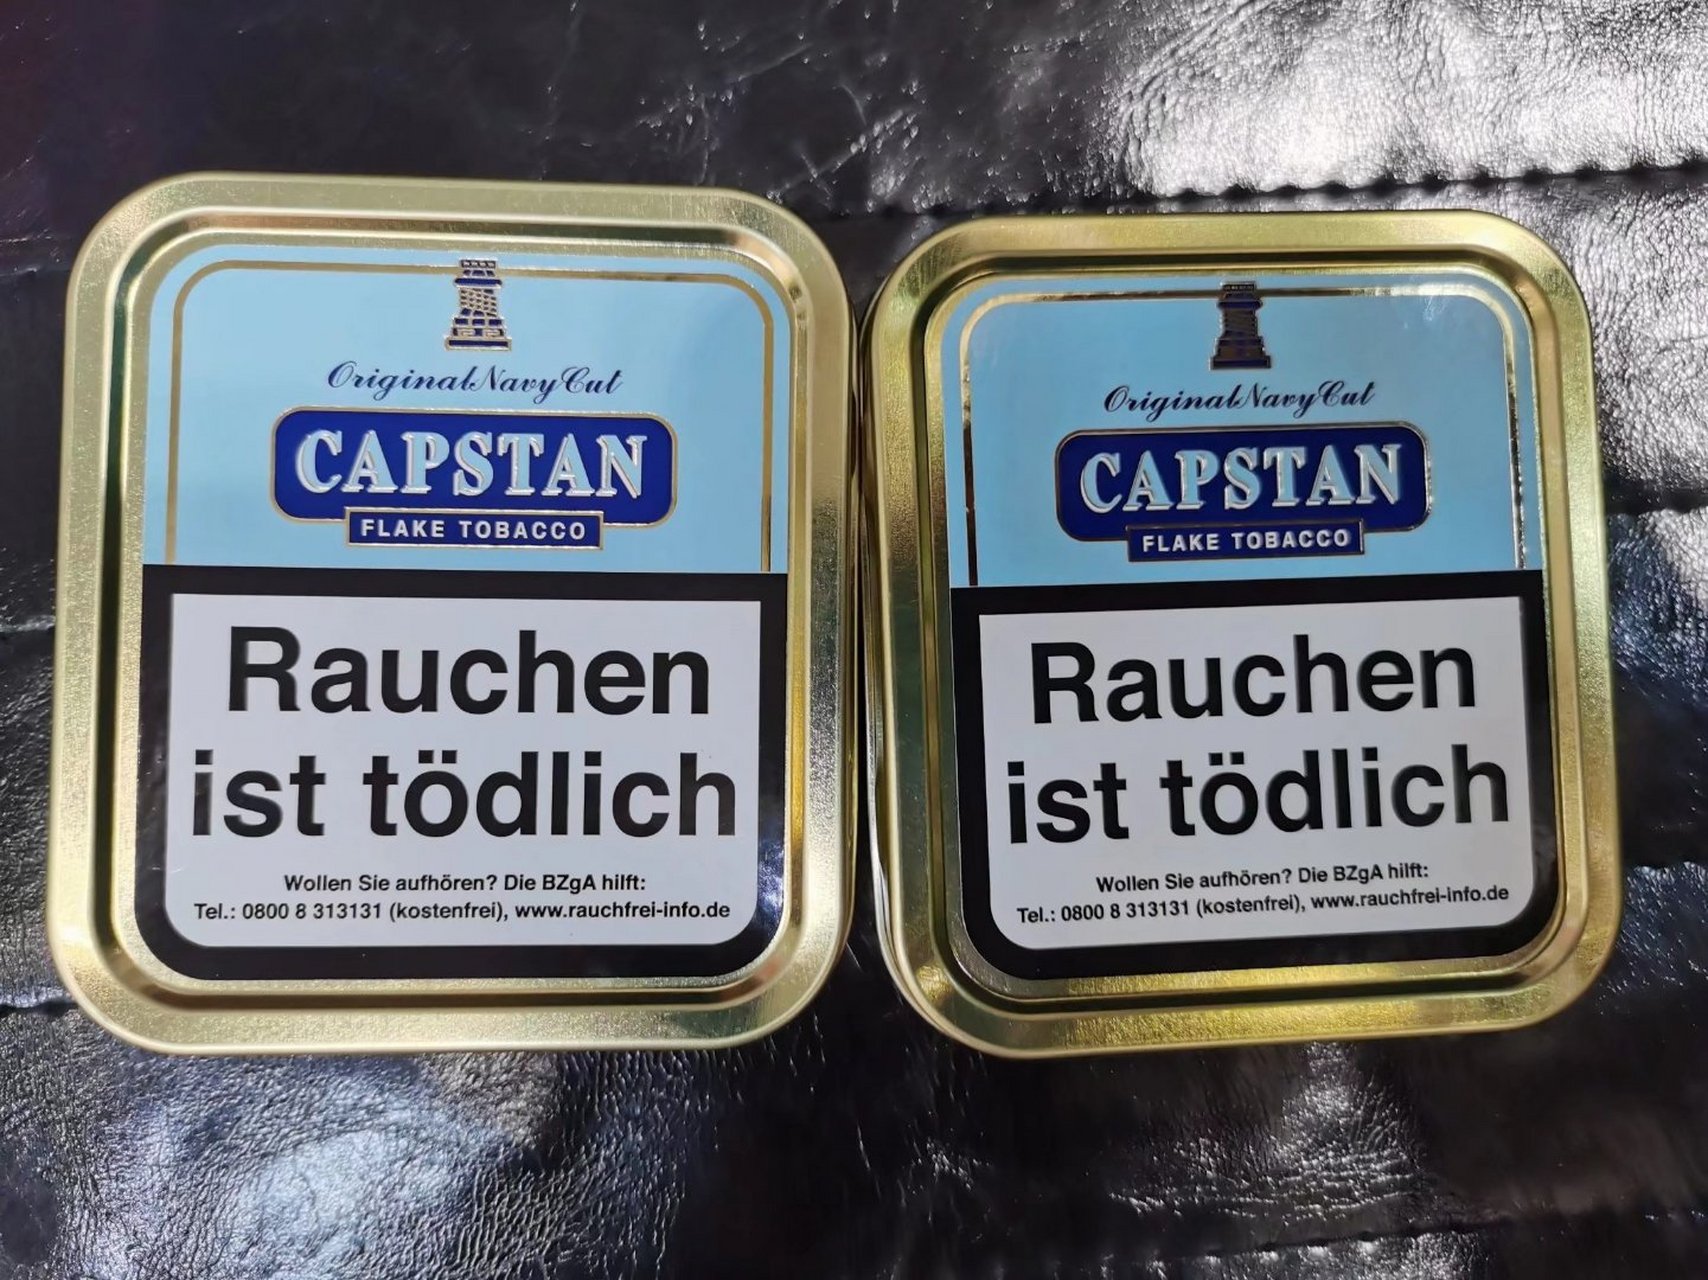 Original Navy Cut
CAPSTAN
FLAKE TOBACCO
Rauchen
ist tödlich
Wollen Sie aufhören? Die BZgA hilft:
Tel.: 0800 8 313131 (kostenfrei), www.rauchfrei-info.de
Original Navy Cut
CAPSTAN
FLAKE TOBACCO
Rauchen
ist tödlich
Wollen Sie aufhören? Die BZgA hilft:
Tel.: 0800 8 313131 (kostenfrei), www.rauchfrei-info.de